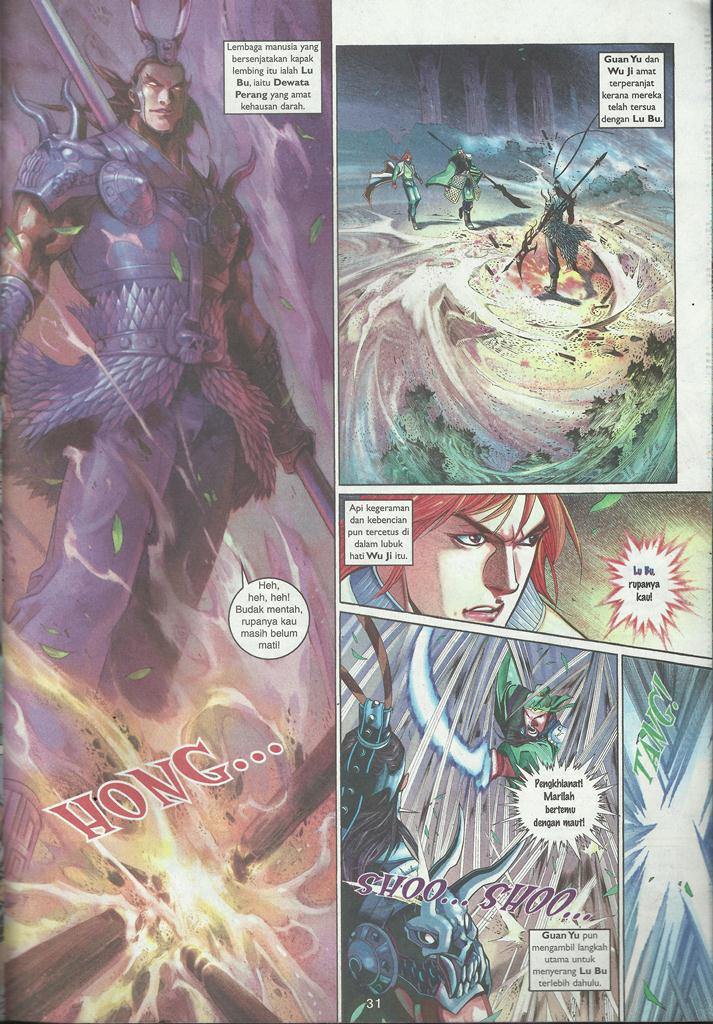 Lembaga manusia yang
bersenjatakan kapak
lembing itu ialah Lu
Bu, iaitu Dewata
Perang yang amat
kehausan darah.
Heh,
heh, heh!
Budak mentah,
rupanya kau
masih belum
mati!
HONG...
Guan Yu dan
Wu Ji amat
terperanjat
kerana mereka
telah tersua
dengan Lu Bu.
Api kegeraman
dan kebencian
pun tercetus di
dalam lubuk
hati Wu Ji itu.
Lu Bu,
rupanya
kau!
Pengkhianat!
Marilah
bertemu
dengan maut!
SHOO... SHOO...
Guan Yu pun
mengambil langkah
utama untuk
menyerang Lu Bu
terlebih dahulu.
TANG!
31